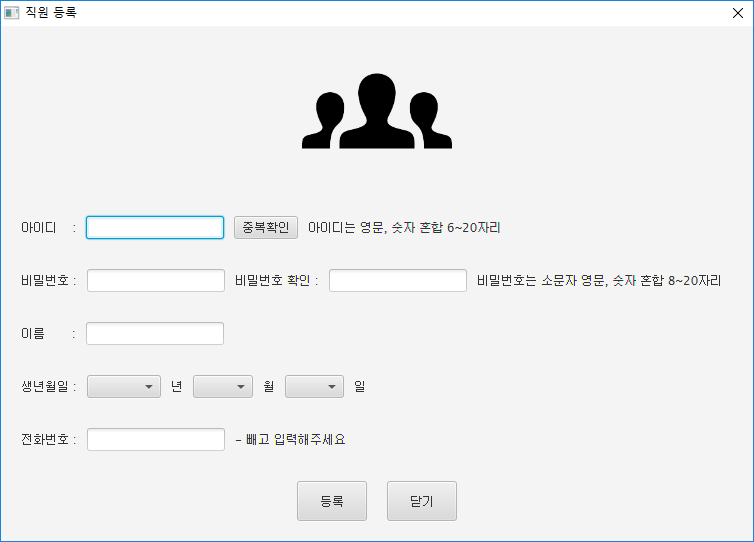 직원 등록
아이디 : 중복확인 아이디는 영문, 숫자 혼합 6~20자리
비밀번호 : 비밀번호 확인 : 비밀번호는 소문자 영문, 숫자 혼합 8~20자리
이름 :
생년월일 : 년 월 일
전화번호 : - 빼고 입력해주세요
등록 닫기